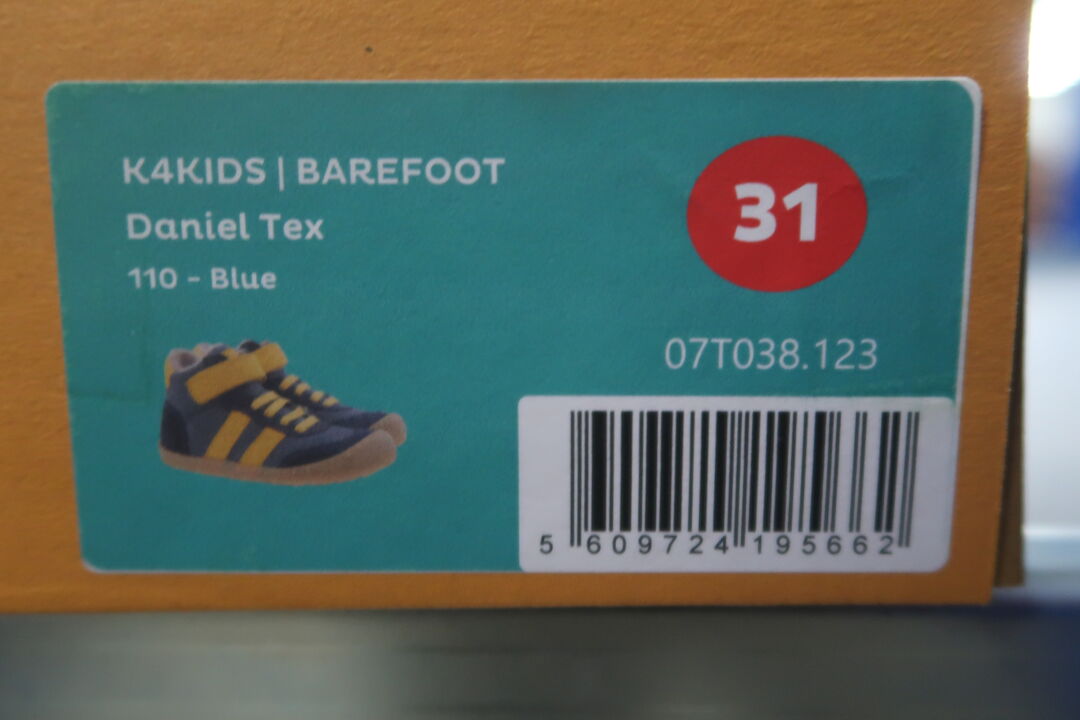 K4KIDS | BAREFOOT
Daniel Tex
110 - Blue
31
07T038.123
5 609724 195662